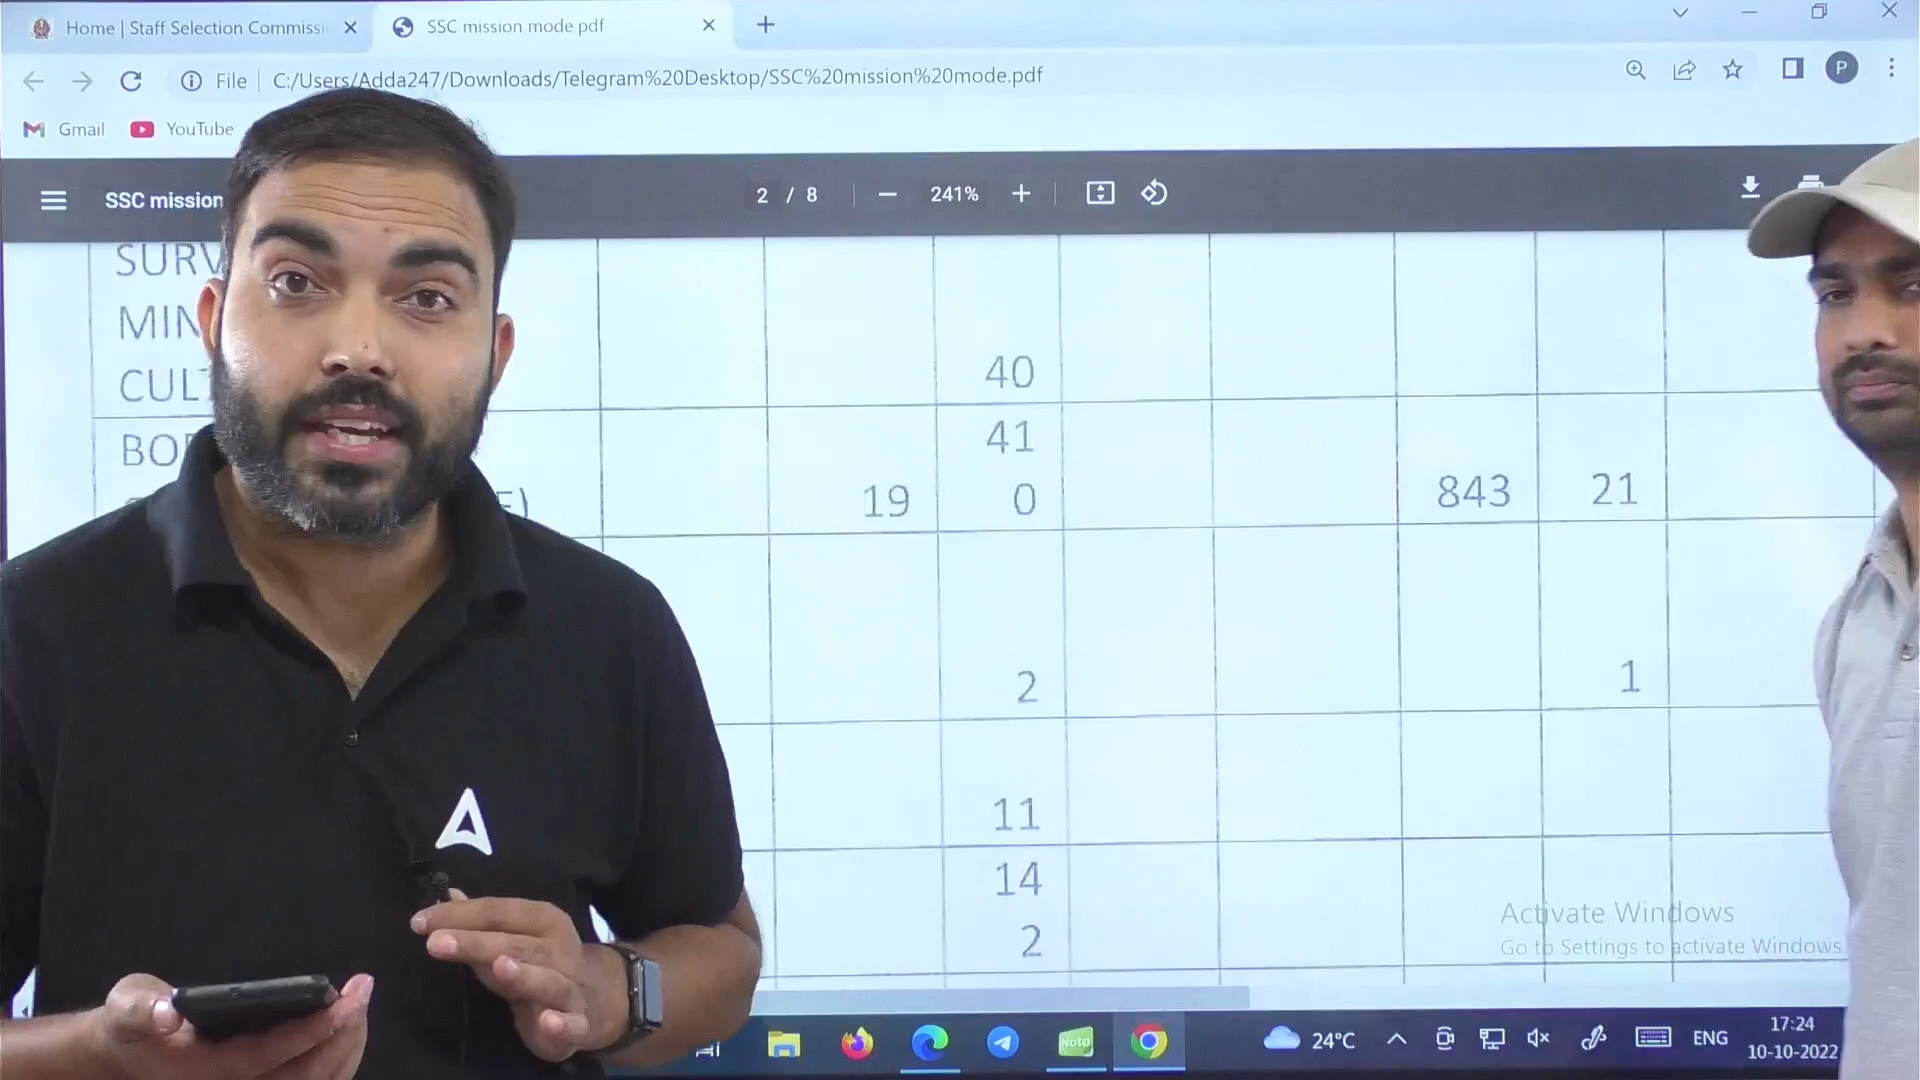 Home | Staff Selection Commissi
SSC mission mode pdf
File
C:/Users/Adda247/Downloads/Telegram%20Desktop/SSC%20mission%20mode.pdf
P
Gmail
YouTube
SSC mission
2 / 8
241%
SURV
MIN
CUL
40
BO
41
19
0
843
21
2
1
11
14
2
Activate Windows
Go to Settings to activate Windows
Note
24°C
ENG
17:24
10-10-2022